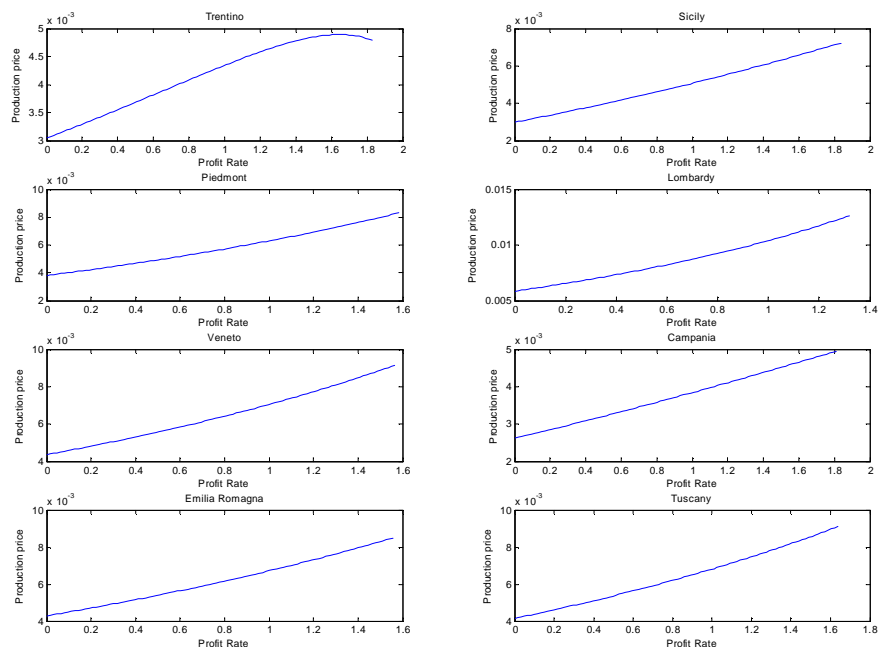 Trentino
x 10^-3
5
4.5
4
3.5
3
Production price
0 0.2 0.4 0.6 0.8 1 1.2 1.4 1.6 1.8 2
Profit Rate
Sicily
x 10^-3
8
6
4
2
Production price
0 0.2 0.4 0.6 0.8 1 1.2 1.4 1.6 1.8 2
Profit Rate
Piedmont
x 10^-3
10
8
6
4
2
Production price
0 0.2 0.4 0.6 0.8 1 1.2 1.4 1.6
Profit Rate
Lombardy
0.015
0.01
0.005
Production price
0 0.2 0.4 0.6 0.8 1 1.2 1.4
Profit Rate
Veneto
x 10^-3
10
8
6
4
Production price
0 0.2 0.4 0.6 0.8 1 1.2 1.4 1.6
Profit Rate
Campania
x 10^-3
5
4
3
2
Production price
0 0.2 0.4 0.6 0.8 1 1.2 1.4 1.6 1.8 2
Profit Rate
Emilia Romagna
x 10^-3
10
8
6
4
Production price
0 0.2 0.4 0.6 0.8 1 1.2 1.4 1.6
Profit Rate
Tuscany
x 10^-3
10
8
6
4
Production price
0 0.2 0.4 0.6 0.8 1 1.2 1.4 1.6 1.8
Profit Rate